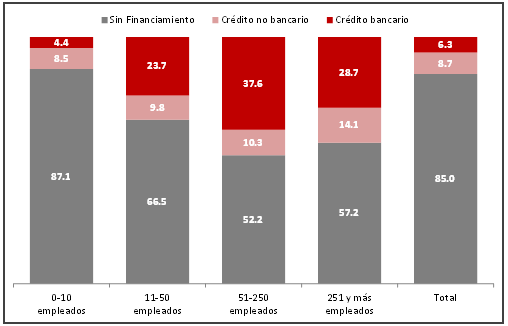 Sin Financiamiento Crédito no bancario Crédito bancario
4.4 23.7 37.6 28.7 6.3
8.5 9.8 10.3 14.1 8.7
87.1 66.5 52.2 57.2 85.0
0-10 11-50 51-250 251 y más Total
empleados empleados empleados empleados